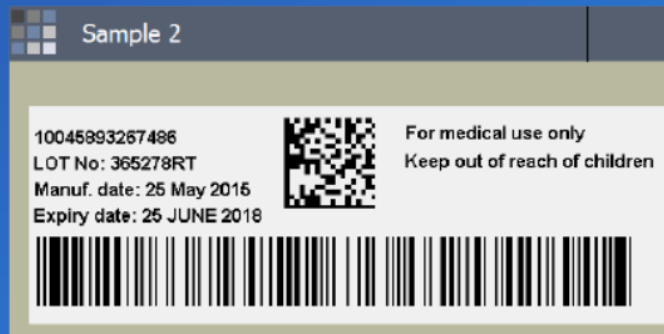 Sample 2
10045893267486
LOT No: 365278RT
Manuf. date: 25 May 2015
Expiry date: 25 JUNE 2018
For medical use only
Keep out of reach of children